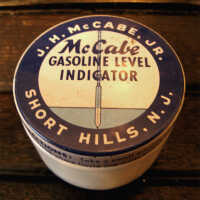 J. H. McCABE, JR.
McCabe
GASOLINE LEVEL
INDICATOR
SHORT HILLS, N.J.